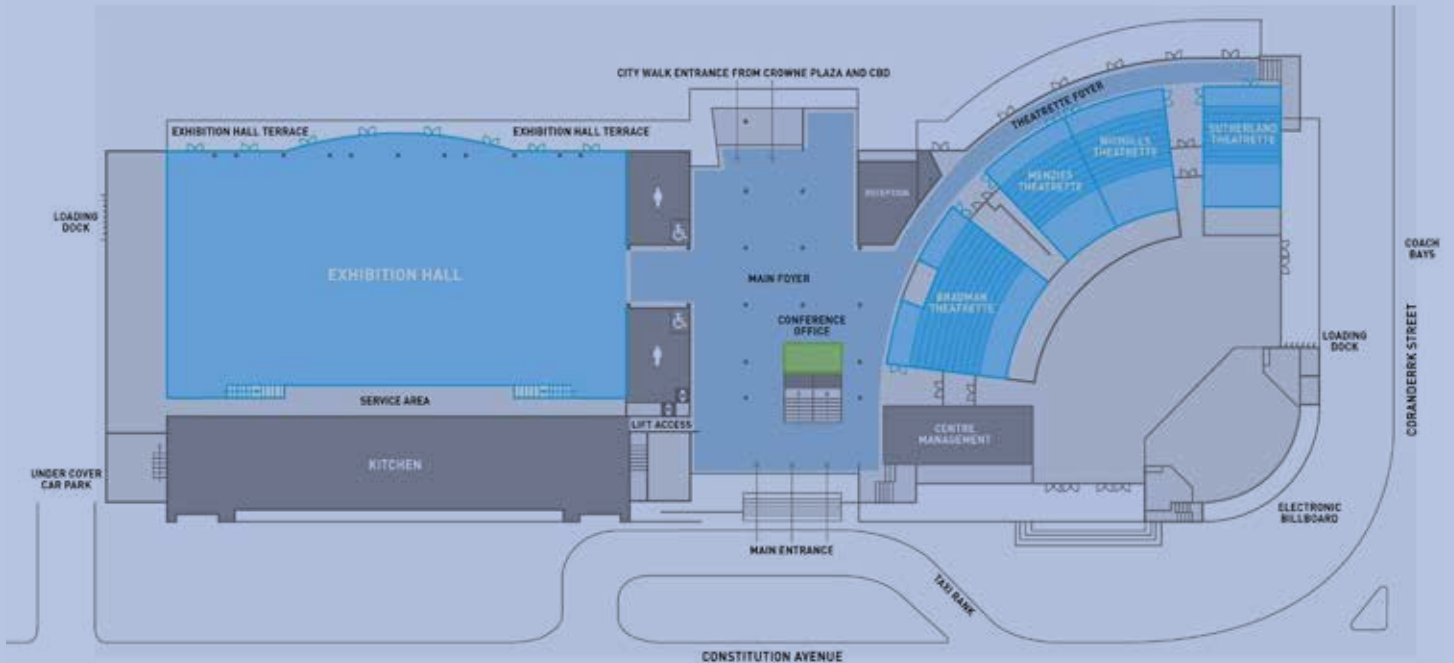 CITY WALK ENTRANCE FROM CROWNE PLAZA AND CBD
EXHIBITION HALL TERRACE
EXHIBITION HALL TERRACE
THEATRETTE FOYER
NICHOLLS
THEATRETTE
SUTHERLAND
THEATRETTE
MENZIES
THEATRETTE
RECEPTION
LOADING
DOCK
COACH
BAYS
EXHIBITION HALL
MAIN FOYER
BRADMAN
THEATRETTE
CONFERENCE
OFFICE
LOADING
DOCK
CORANDERRK STREET
SERVICE AREA
LIFT ACCESS
CENTRE
MANAGEMENT
KITCHEN
UNDER COVER
CAR PARK
ELECTRONIC
BILLBOARD
MAIN ENTRANCE
TAXI RANK
CONSTITUTION AVENUE